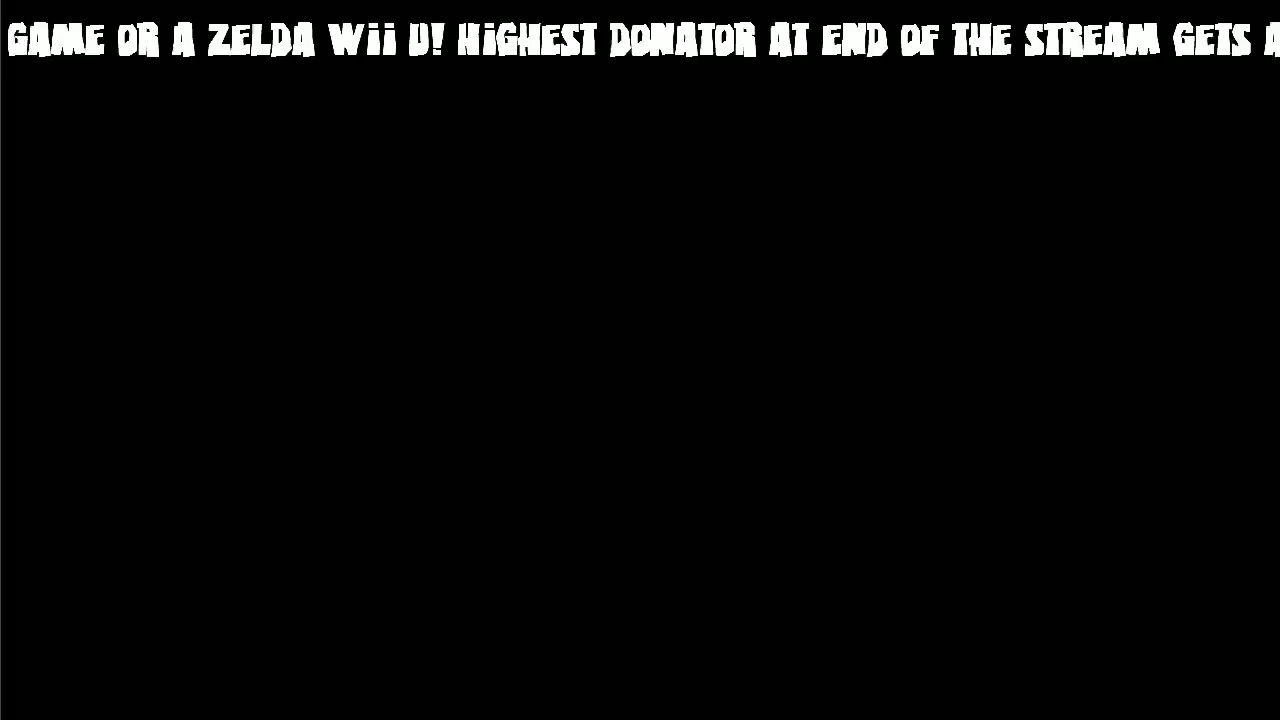 GAME OR A ZELDA Wii U! HiGHEST DONATOR AT END OF THE STREAM GETS